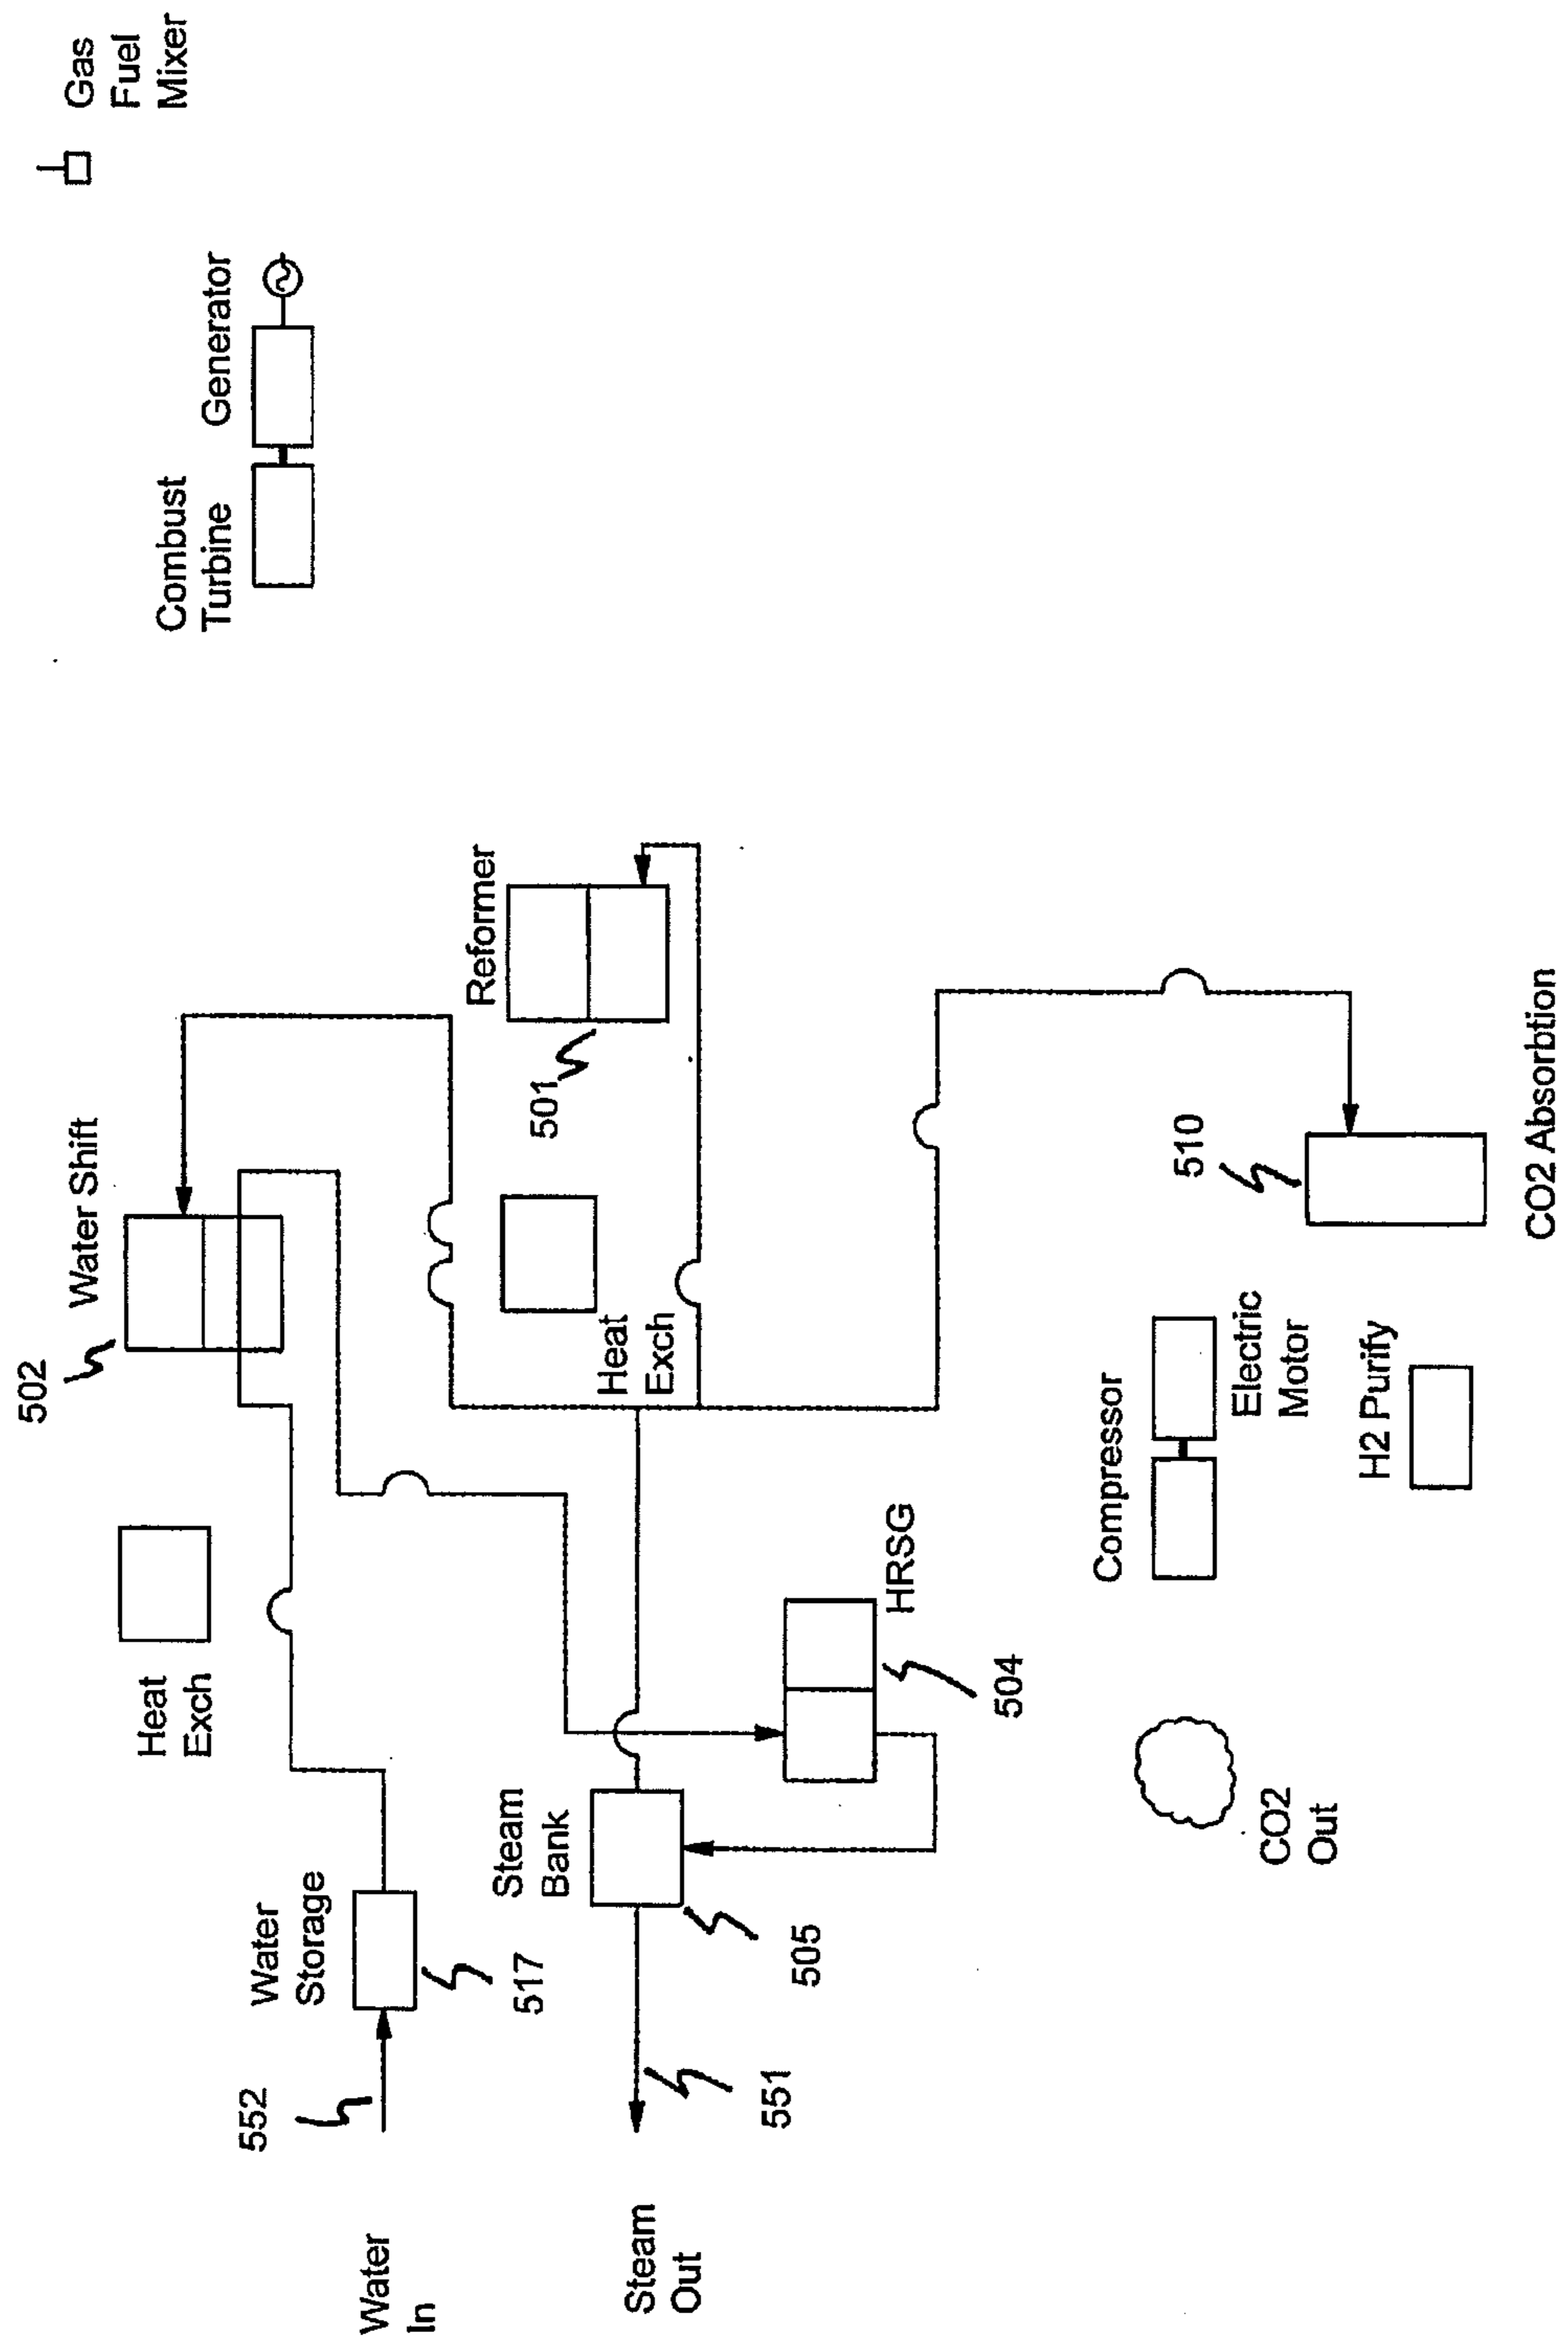 Gas
Fuel
Mixer
Combust
Turbine
Generator
502
Water Shift
Reformer
501
Heat
Exch
Heat
Exch
Water
Storage
517
552
Water
In
Steam
Bank
505
551
Steam
Out
HRSG
504
Compressor
Electric
Motor
H2 Purify
510
CO2 Absorbtion
CO2
Out